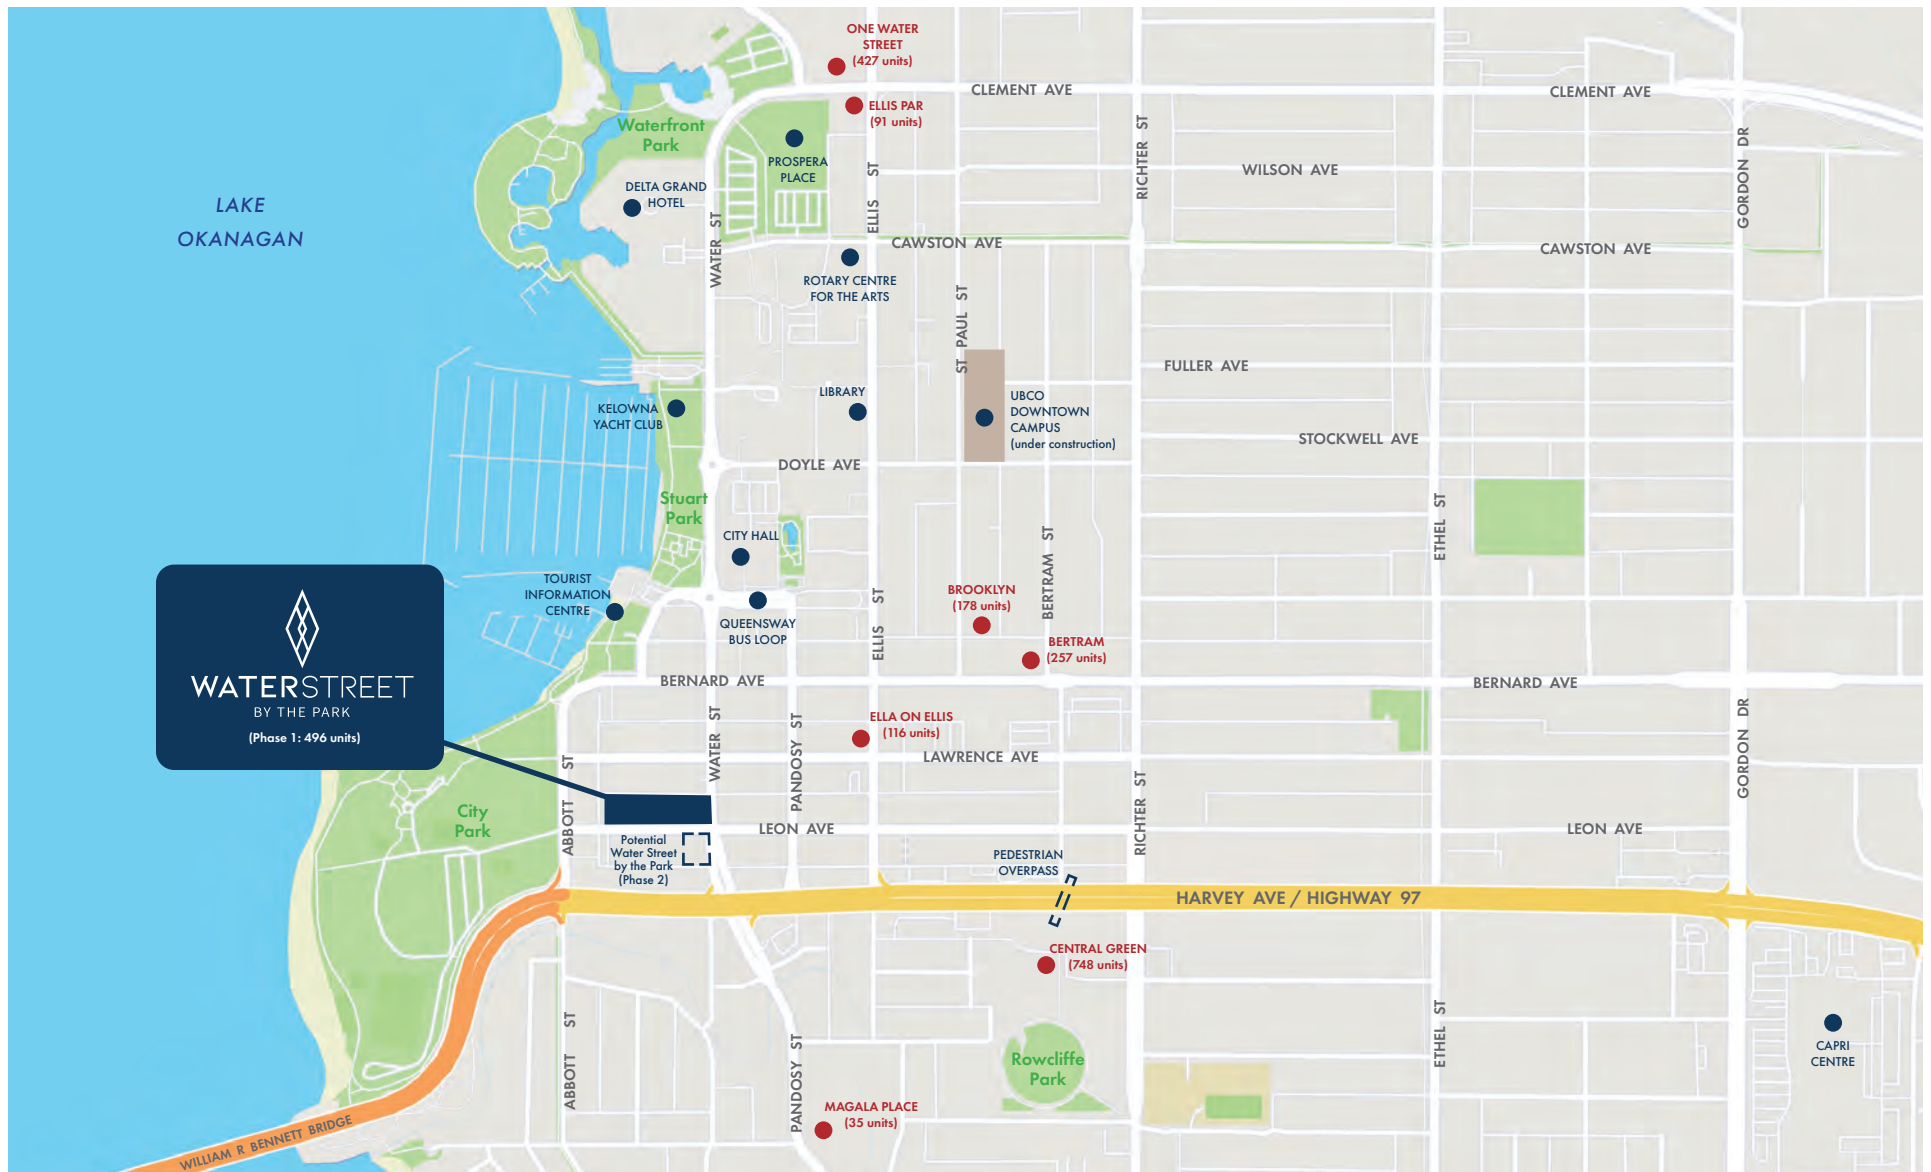 ONE WATER
STREET
(427 units)
CLEMENT AVE
CLEMENT AVE
ELLIS PAR
(91 units)
Waterfront
Park
PROSPERA
PLACE
RICHTER ST
GORDON DR
WILSON AVE
DELTA GRAND
HOTEL
ELLIS ST
LAKE
OKANAGAN
WATER ST
CAWSTON AVE
CAWSTON AVE
ROTARY CENTRE
FOR THE ARTS
ST PAUL ST
FULLER AVE
KELOWNA
YACHT CLUB
LIBRARY
UBCO
DOWNTOWN
CAMPUS
(under construction)
STOCKWELL AVE
DOYLE AVE
Stuart
Park
ETHEL ST
CITY HALL
BERTRAM ST
TOURIST
INFORMATION
CENTRE
QUEENSWAY
BUS LOOP
ELLIS ST
BROOKLYN
(178 units)
BERTRAM
(257 units)
WATERSTREET
BY THE PARK
(Phase 1: 496 units)
BERNARD AVE
BERNARD AVE
WATER ST
PANDOSY ST
ELLA ON ELLIS
(116 units)
LAWRENCE AVE
GORDON DR
ABBOTT ST
RICHTER ST
City
Park
LEON AVE
LEON AVE
Potential
Water Street
by the Park
(Phase 2)
PEDESTRIAN
OVERPASS
HARVEY AVE / HIGHWAY 97
CENTRAL GREEN
(748 units)
ABBOTT ST
PANDOSY ST
Rowcliffe
Park
ETHEL ST
CAPRI
CENTRE
MAGALA PLACE
(35 units)
WILLIAM R BENNETT BRIDGE